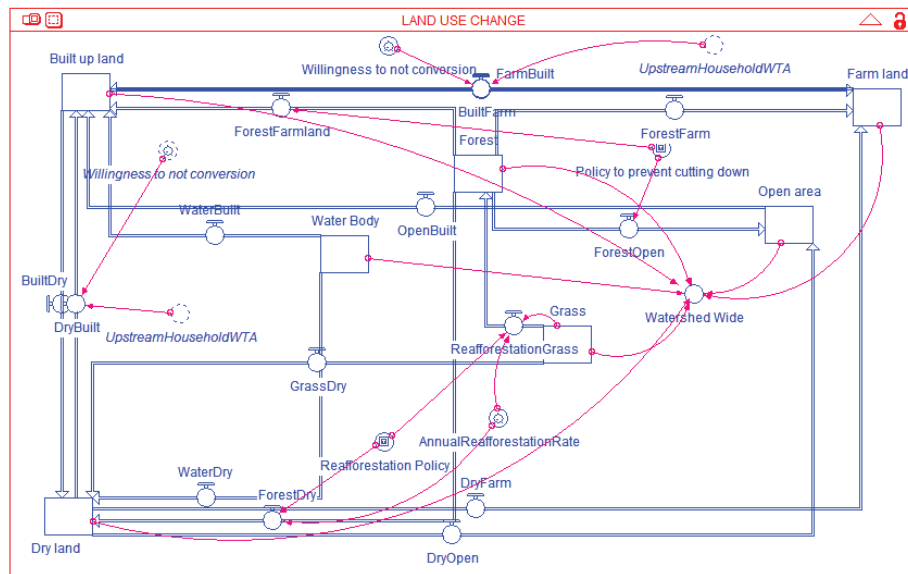 LAND USE CHANGE
Built up land
Willingness to not conversion
FarmBuilt
UpstreamHouseholdWTA
Farm land
BuiltFarm
ForestFarmland
Forest
ForestFarm
Willingness to not conversion
Policy to prevent cutting down
Open area
WaterBuilt
Water Body
OpenBuilt
ForestOpen
BuiltDry
DryBuilt
UpstreamHouseholdWTA
Grass
Watershed Wide
ReafforestationGrass
GrassDry
AnnualReafforestationRate
Reafforestation Policy
WaterDry
ForestDry
DryFarm
Dry land
DryOpen